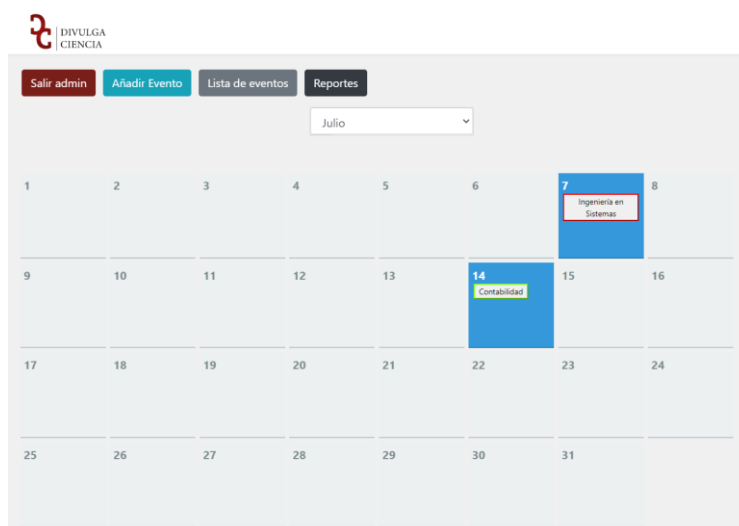 DIVULGA
CIENCIA
Salir admin Añadir Evento Lista de eventos Reportes
Julio
1 2 3 4 5 6 7 8
Ingeniería en
Sistemas
9 10 11 12 13 14 15 16
Contabilidad
17 18 19 20 21 22 23 24
25 26 27 28 29 30 31